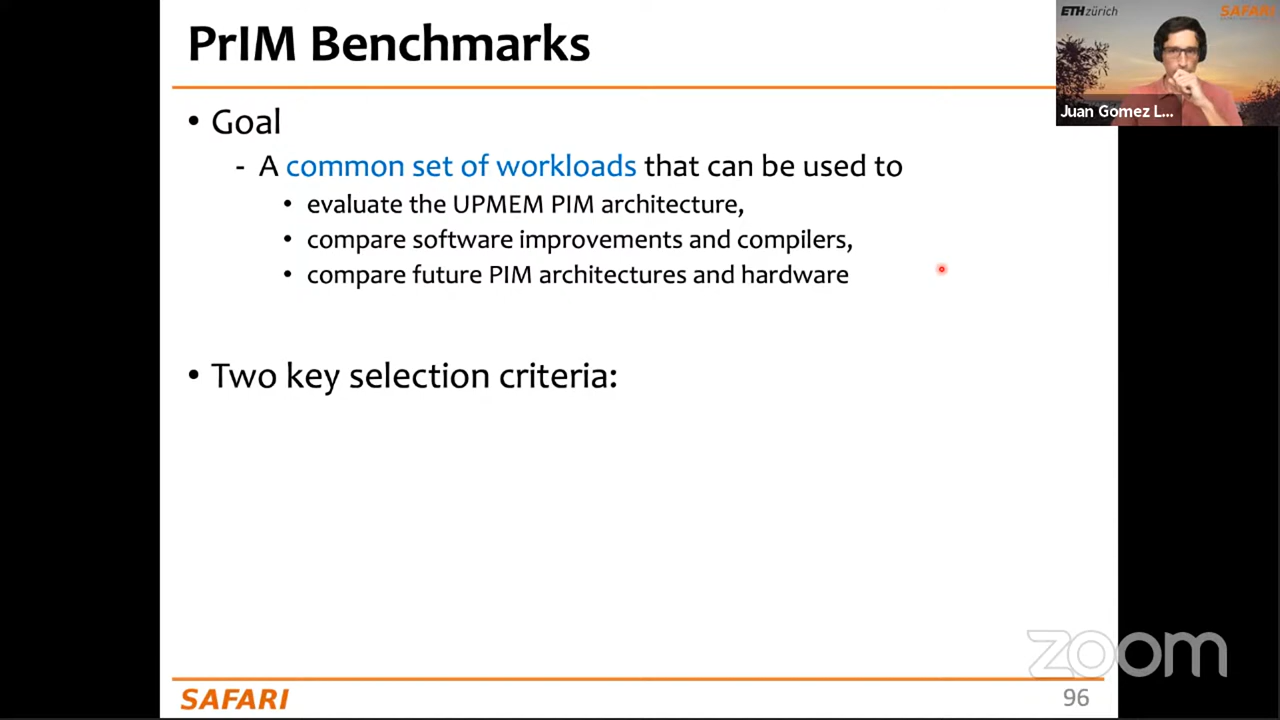 PrIM Benchmarks
• Goal
- A common set of workloads that can be used to
• evaluate the UPMEM PIM architecture,
• compare software improvements and compilers,
• compare future PIM architectures and hardware
• Two key selection criteria:
SAFARI
96
ETH zürich
SAFARI
Juan Gomez L...
zoom